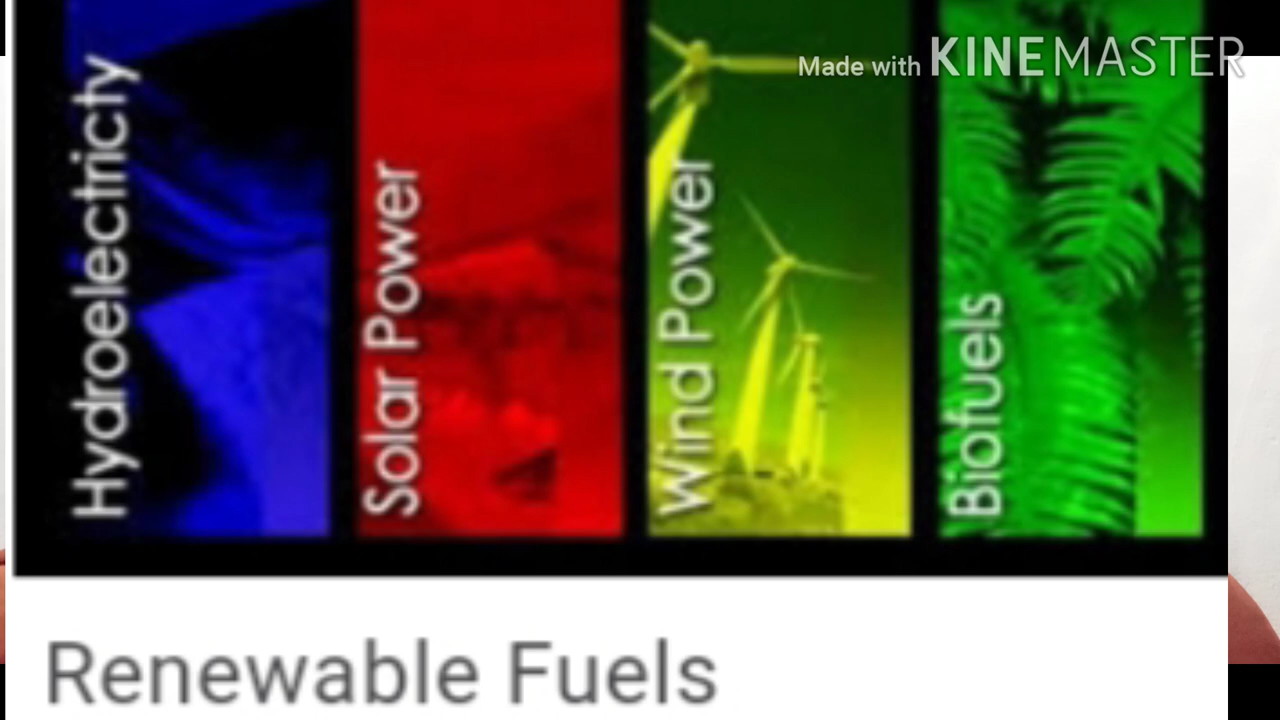 Made with KINEMASTER
Hydroelectricty
Solar Power
Wind Power
Biofuels
Renewable Fuels